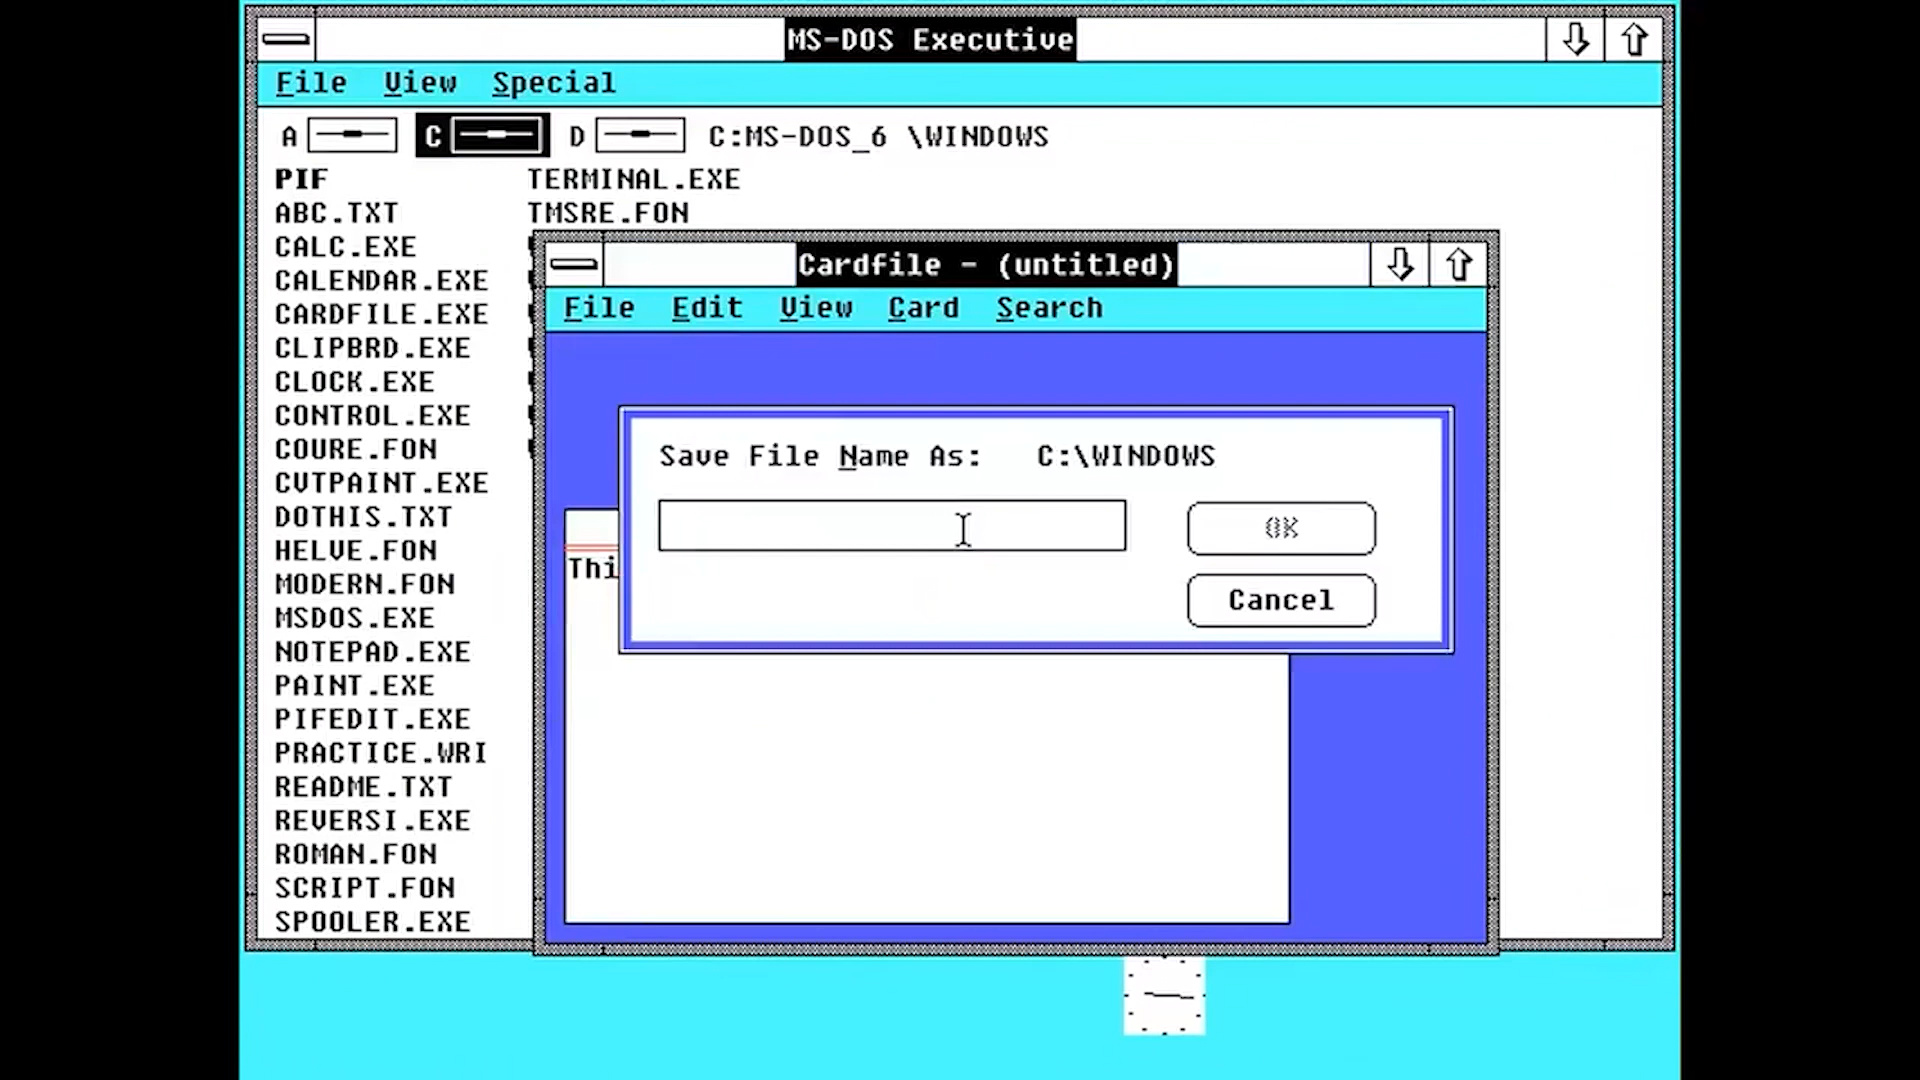 MS-DOS Executive
File View Special
A C D C:MS-DOS_6 \WINDOWS
PIF TERMINAL.EXE
ABC.TXT TMSRE.FON
CALC.EXE
CALENDAR.EXE
CARDFILE.EXE
CLIPBRD.EXE
CLOCK.EXE
CONTROL.EXE
COURE.FON
CVTPAINT.EXE
DOTHIS.TXT
HELVE.FON
MODERN.FON
MSDOS.EXE
NOTEPAD.EXE
PAINT.EXE
PIFEDIT.EXE
PRACTICE.WRI
README.TXT
REVERSI.EXE
ROMAN.FON
SCRIPT.FON
SPOOLER.EXE
Cardfile - (untitled)
File Edit View Card Search
Save File Name As: C:\WINDOWS
OK
Cancel
Thi